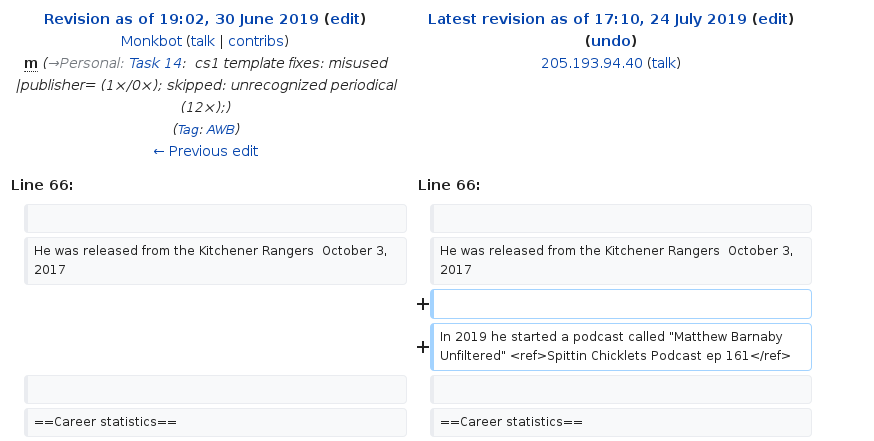 Revision as of 19:02, 30 June 2019 (edit)
Monkbot (talk | contribs)
m (→Personal: Task 14: cs1 template fixes: misused
|publisher= (1×/0×); skipped: unrecognized periodical
(12×);)
(Tag: AWB)
← Previous edit
Latest revision as of 17:10, 24 July 2019 (edit)
(undo)
205.193.94.40 (talk)
Line 66:
Line 66:
He was released from the Kitchener Rangers  October 3,
2017
He was released from the Kitchener Rangers  October 3,
2017
+
+
In 2019 he started a podcast called "Matthew Barnaby
Unfiltered" <ref>Spittin Chicklets Podcast ep 161</ref>
==Career statistics==
==Career statistics==